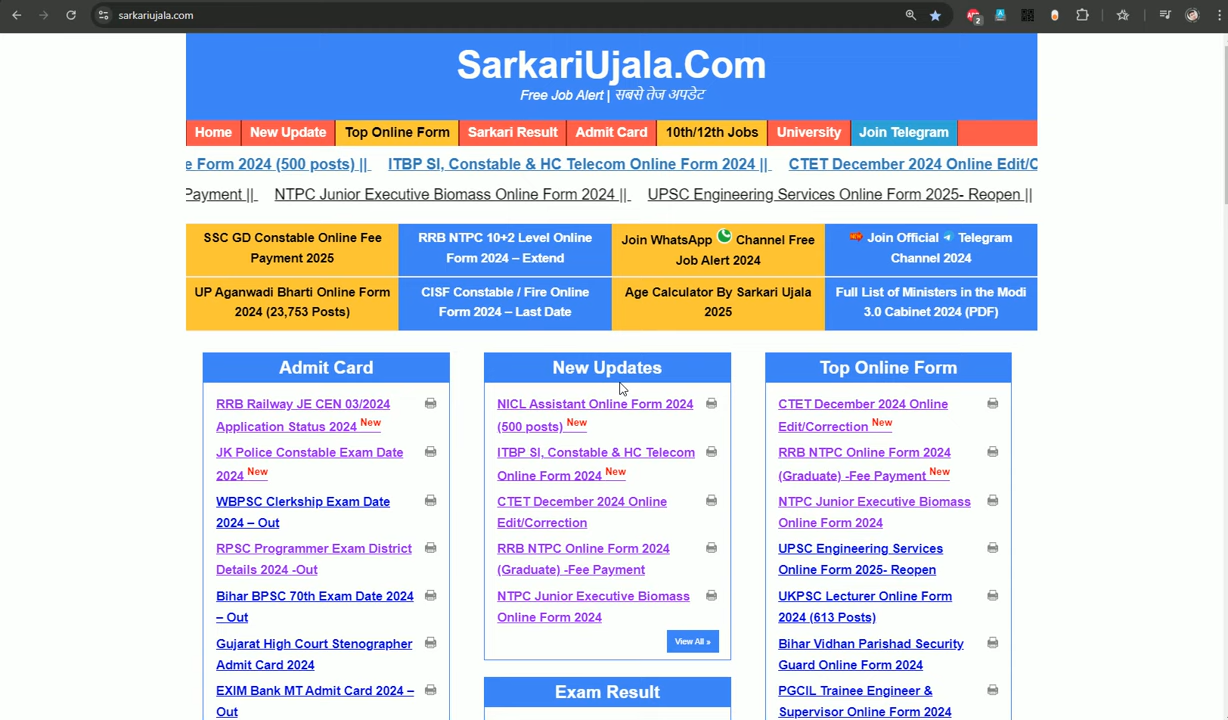 sarkariujala.com
2
SarkariUjala.Com
Free Job Alert | सबसे तेज अपडेट
Home New Update Top Online Form Sarkari Result Admit Card 10th/12th Jobs University Join Telegram
e Form 2024 (500 posts) || ITBP SI, Constable & HC Telecom Online Form 2024 || CTET December 2024 Online Edit/C
Payment || NTPC Junior Executive Biomass Online Form 2024 || UPSC Engineering Services Online Form 2025- Reopen ||
SSC GD Constable Online Fee
Payment 2025
RRB NTPC 10+2 Level Online
Form 2024 – Extend
Join WhatsApp Channel Free
Job Alert 2024
Join Official Telegram
Channel 2024
UP Aganwadi Bharti Online Form
2024 (23,753 Posts)
CISF Constable / Fire Online
Form 2024 – Last Date
Age Calculator By Sarkari Ujala
2025
Full List of Ministers in the Modi
3.0 Cabinet 2024 (PDF)
Admit Card
RRB Railway JE CEN 03/2024
Application Status 2024 New
JK Police Constable Exam Date
2024 New
WBPSC Clerkship Exam Date
2024 – Out
RPSC Programmer Exam District
Details 2024 -Out
Bihar BPSC 70th Exam Date 2024
– Out
Gujarat High Court Stenographer
Admit Card 2024
EXIM Bank MT Admit Card 2024 –
Out
New Updates
NICL Assistant Online Form 2024
(500 posts) New
ITBP SI, Constable & HC Telecom
Online Form 2024 New
CTET December 2024 Online
Edit/Correction
RRB NTPC Online Form 2024
(Graduate) -Fee Payment
NTPC Junior Executive Biomass
Online Form 2024
View All »
Exam Result
Top Online Form
CTET December 2024 Online
Edit/Correction New
RRB NTPC Online Form 2024
(Graduate) -Fee Payment New
NTPC Junior Executive Biomass
Online Form 2024
UPSC Engineering Services
Online Form 2025- Reopen
UKPSC Lecturer Online Form
2024 (613 Posts)
Bihar Vidhan Parishad Security
Guard Online Form 2024
PGCIL Trainee Engineer &
Supervisor Online Form 2024